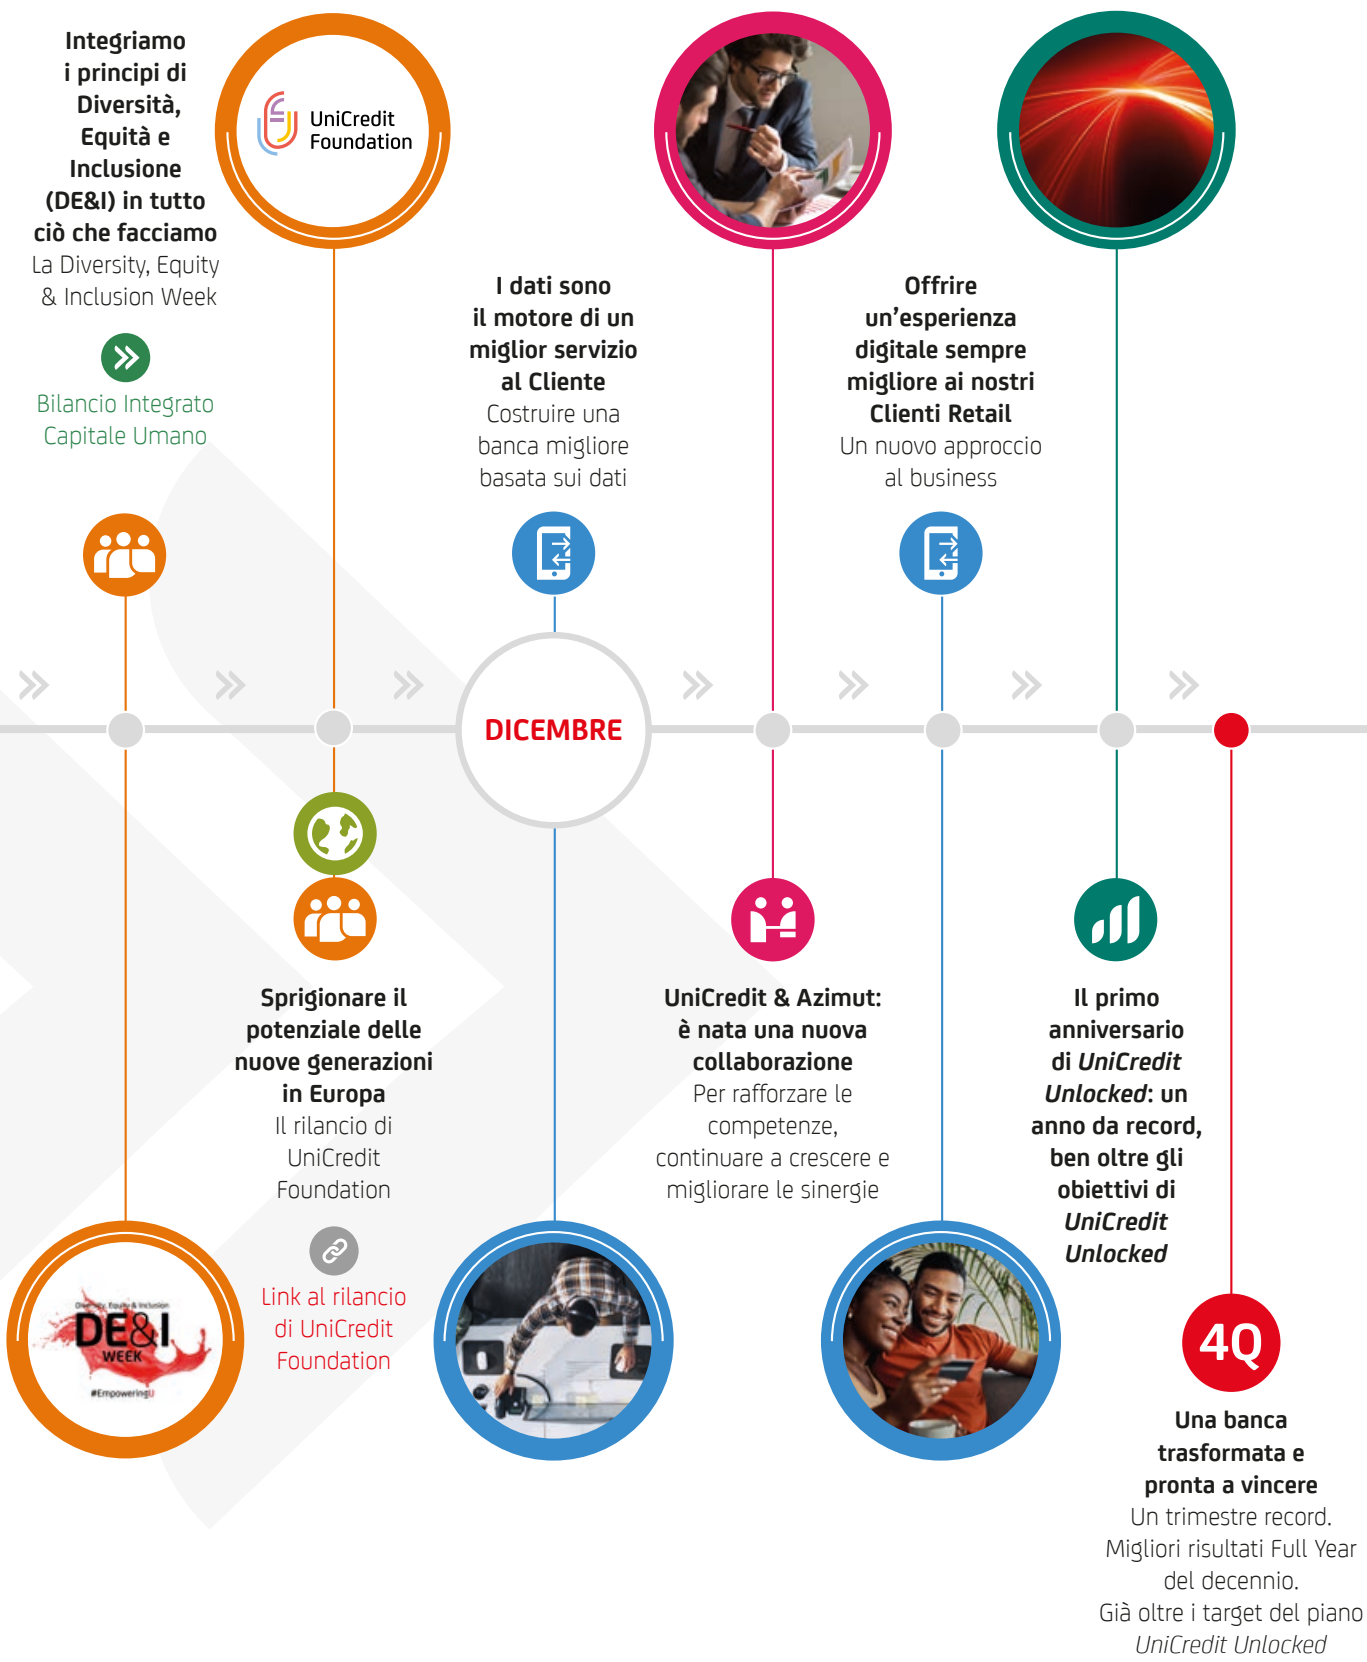 Integriamo
i principi di
Diversità,
Equità e
Inclusione
(DE&I) in tutto
ciò che facciamo
La Diversity, Equity
& Inclusion Week
Bilancio Integrato
Capitale Umano
UniCredit
Foundation
I dati sono
il motore di un
miglior servizio
al Cliente
Costruire una
banca migliore
basata sui dati
Offrire
un’esperienza
digitale sempre
migliore ai nostri
Clienti Retail
Un nuovo approccio
al business
DICEMBRE
Diversity, Equity & Inclusion
DE&I
WEEK
#EmpoweringU
Sprigionare il
potenziale delle
nuove generazioni
in Europa
Il rilancio di
UniCredit
Foundation
Link al rilancio
di UniCredit
Foundation
UniCredit & Azimut:
è nata una nuova
collaborazione
Per rafforzare le
competenze,
continuare a crescere e
migliorare le sinergie
Il primo
anniversario
di UniCredit
Unlocked: un
anno da record,
ben oltre gli
obiettivi di
UniCredit
Unlocked
4Q
Una banca
trasformata e
pronta a vincere
Un trimestre record.
Migliori risultati Full Year
del decennio.
Già oltre i target del piano
UniCredit Unlocked